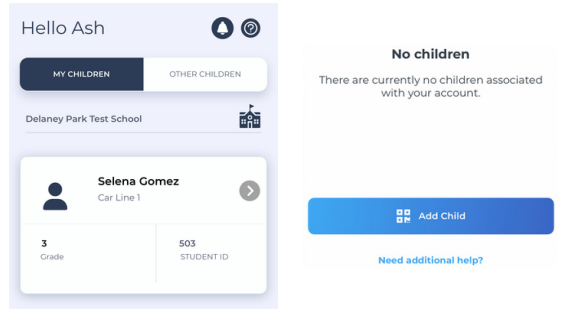 Hello Ash
MY CHILDREN
OTHER CHILDREN
Delaney Park Test School
Selena Gomez
Car Line 1
3
Grade
503
STUDENT ID
No children
There are currently no children associated
with your account.
Add Child
Need additional help?